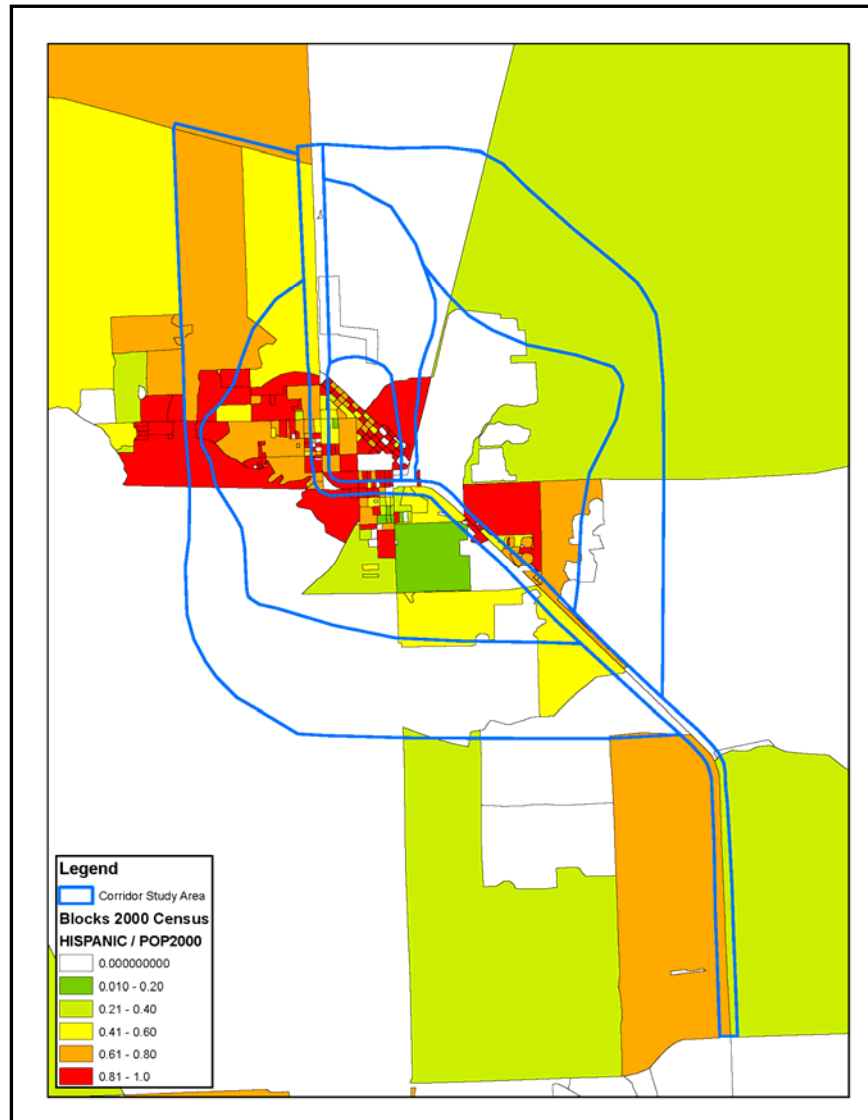 Legend
Corridor Study Area
Blocks 2000 Census
HISPANIC / POP2000
0.000000000
0.010 - 0.20
0.21 - 0.40
0.41 - 0.60
0.61 - 0.80
0.81 - 1.0